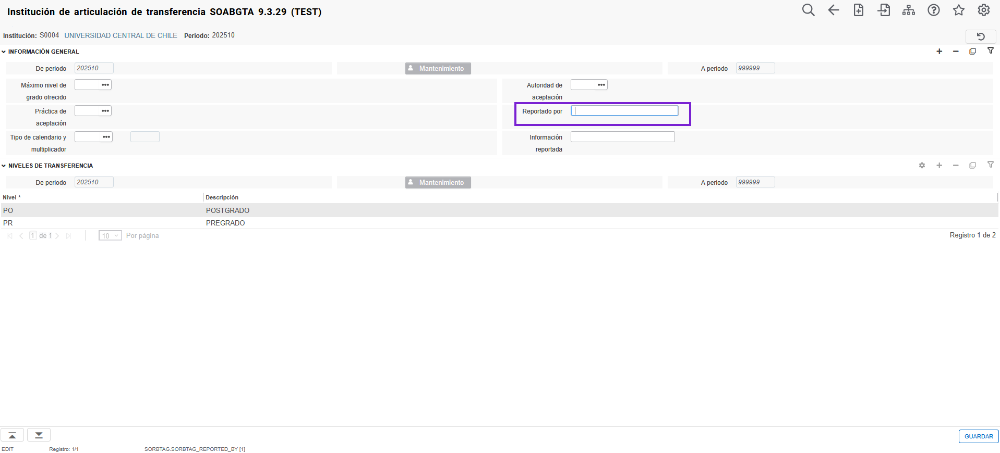 Institución de articulación de transferencia SOABGTA 9.3.29 (TEST)
Institución: S0004 UNIVERSIDAD CENTRAL DE CHILE Periodo: 202510
INFORMACIÓN GENERAL
De periodo 202510 Mantenimiento A periodo 999999
Máximo nivel de
grado ofrecido
Autoridad de
aceptación
Práctica de
aceptación
Reportado por
Tipo de calendario y
multiplicador
Información
reportada
NIVELES DE TRANSFERENCIA
De periodo 202510 Mantenimiento A periodo 999999
Nivel * Descripción
PO POSTGRADO
PR PREGRADO
1 de 1 10 Por página Registro 1 de 2
GUARDAR
EDIT Registro: 1/1 SORBTAG.SORBTAG_REPORTED_BY [1]